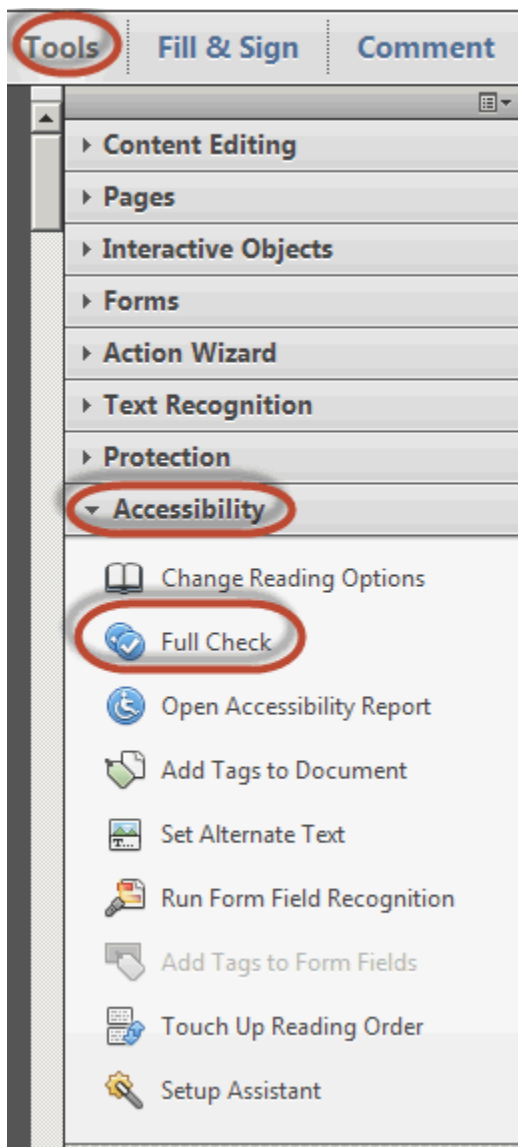 Tools Fill & Sign Comment
Content Editing
Pages
Interactive Objects
Forms
Action Wizard
Text Recognition
Protection
Accessibility
Change Reading Options
Full Check
Open Accessibility Report
Add Tags to Document
Set Alternate Text
Run Form Field Recognition
Add Tags to Form Fields
Touch Up Reading Order
Setup Assistant